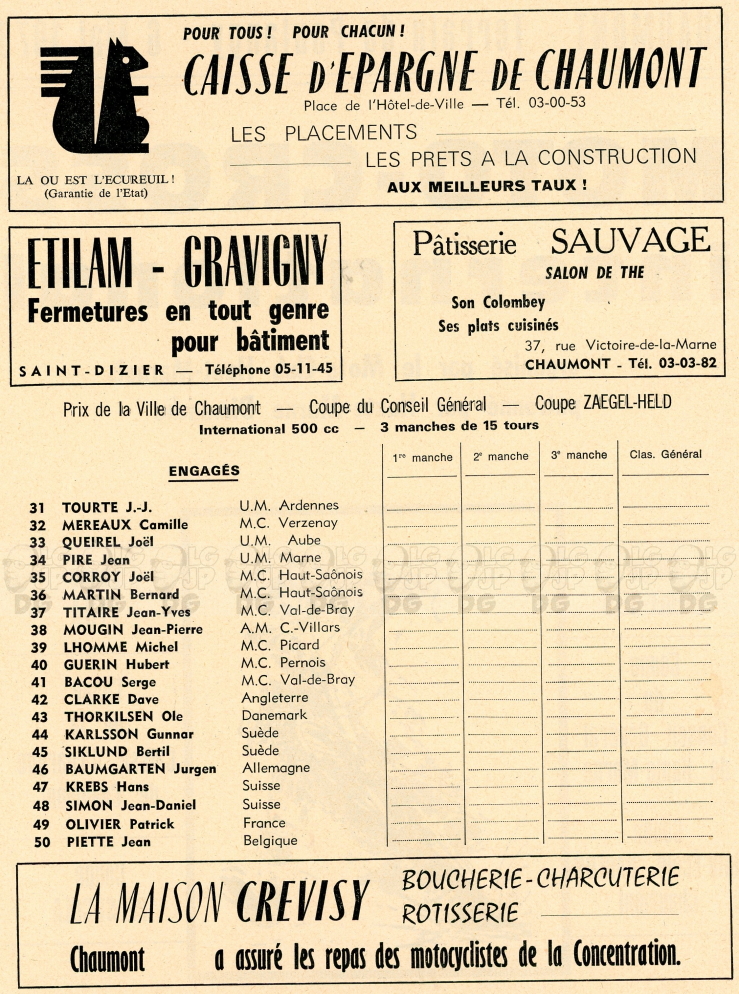 POUR TOUS ! POUR CHACUN !
CAISSE D'EPARGNE DE CHAUMONT
Place de l'Hôtel-de-Ville — Tél. 03-00-53
LES PLACEMENTS
LES PRETS A LA CONSTRUCTION
AUX MEILLEURS TAUX !
LA OU EST L'ECUREUIL !
(Garantie de l'Etat)
ETILAM - GRAVIGNY
Fermetures en tout genre
pour bâtiment
SAINT-DIZIER — Téléphone 05-11-45
Pâtisserie SAUVAGE
SALON DE THE
Son Colombey
Ses plats cuisinés
37, rue Victoire-de-la-Marne
CHAUMONT - Tél. 03-03-82
Prix de la Ville de Chaumont — Coupe du Conseil Général — Coupe ZAEGEL-HELD
International 500 cc — 3 manches de 15 tours
ENGAGÉS 1re manche 2e manche 3e manche Clas. Général
31 TOURTE J.-J. U.M. Ardennes
32 MEREAUX Camille M.C. Verzenay
33 QUEIREL Joël U.M. Aube
34 PIRE Jean U.M. Marne
35 CORROY Joël M.C. Haut-Saônois
36 MARTIN Bernard M.C. Haut-Saônois
37 TITAIRE Jean-Yves M.C. Val-de-Bray
38 MOUGIN Jean-Pierre A.M. C.-Villars
39 LHOMME Michel M.C. Picard
40 GUERIN Hubert M.C. Pernois
41 BACOU Serge M.C. Val-de-Bray
42 CLARKE Dave Angleterre
43 THORKILSEN Ole Danemark
44 KARLSSON Gunnar Suède
45 SIKLUND Bertil Suède
46 BAUMGARTEN Jurgen Allemagne
47 KREBS Hans Suisse
48 SIMON Jean-Daniel Suisse
49 OLIVIER Patrick France
50 PIETTE Jean Belgique
LA MAISON CREVISY BOUCHERIE-CHARCUTERIE
ROTISSERIE
Chaumont a assuré les repas des motocyclistes de la Concentration.